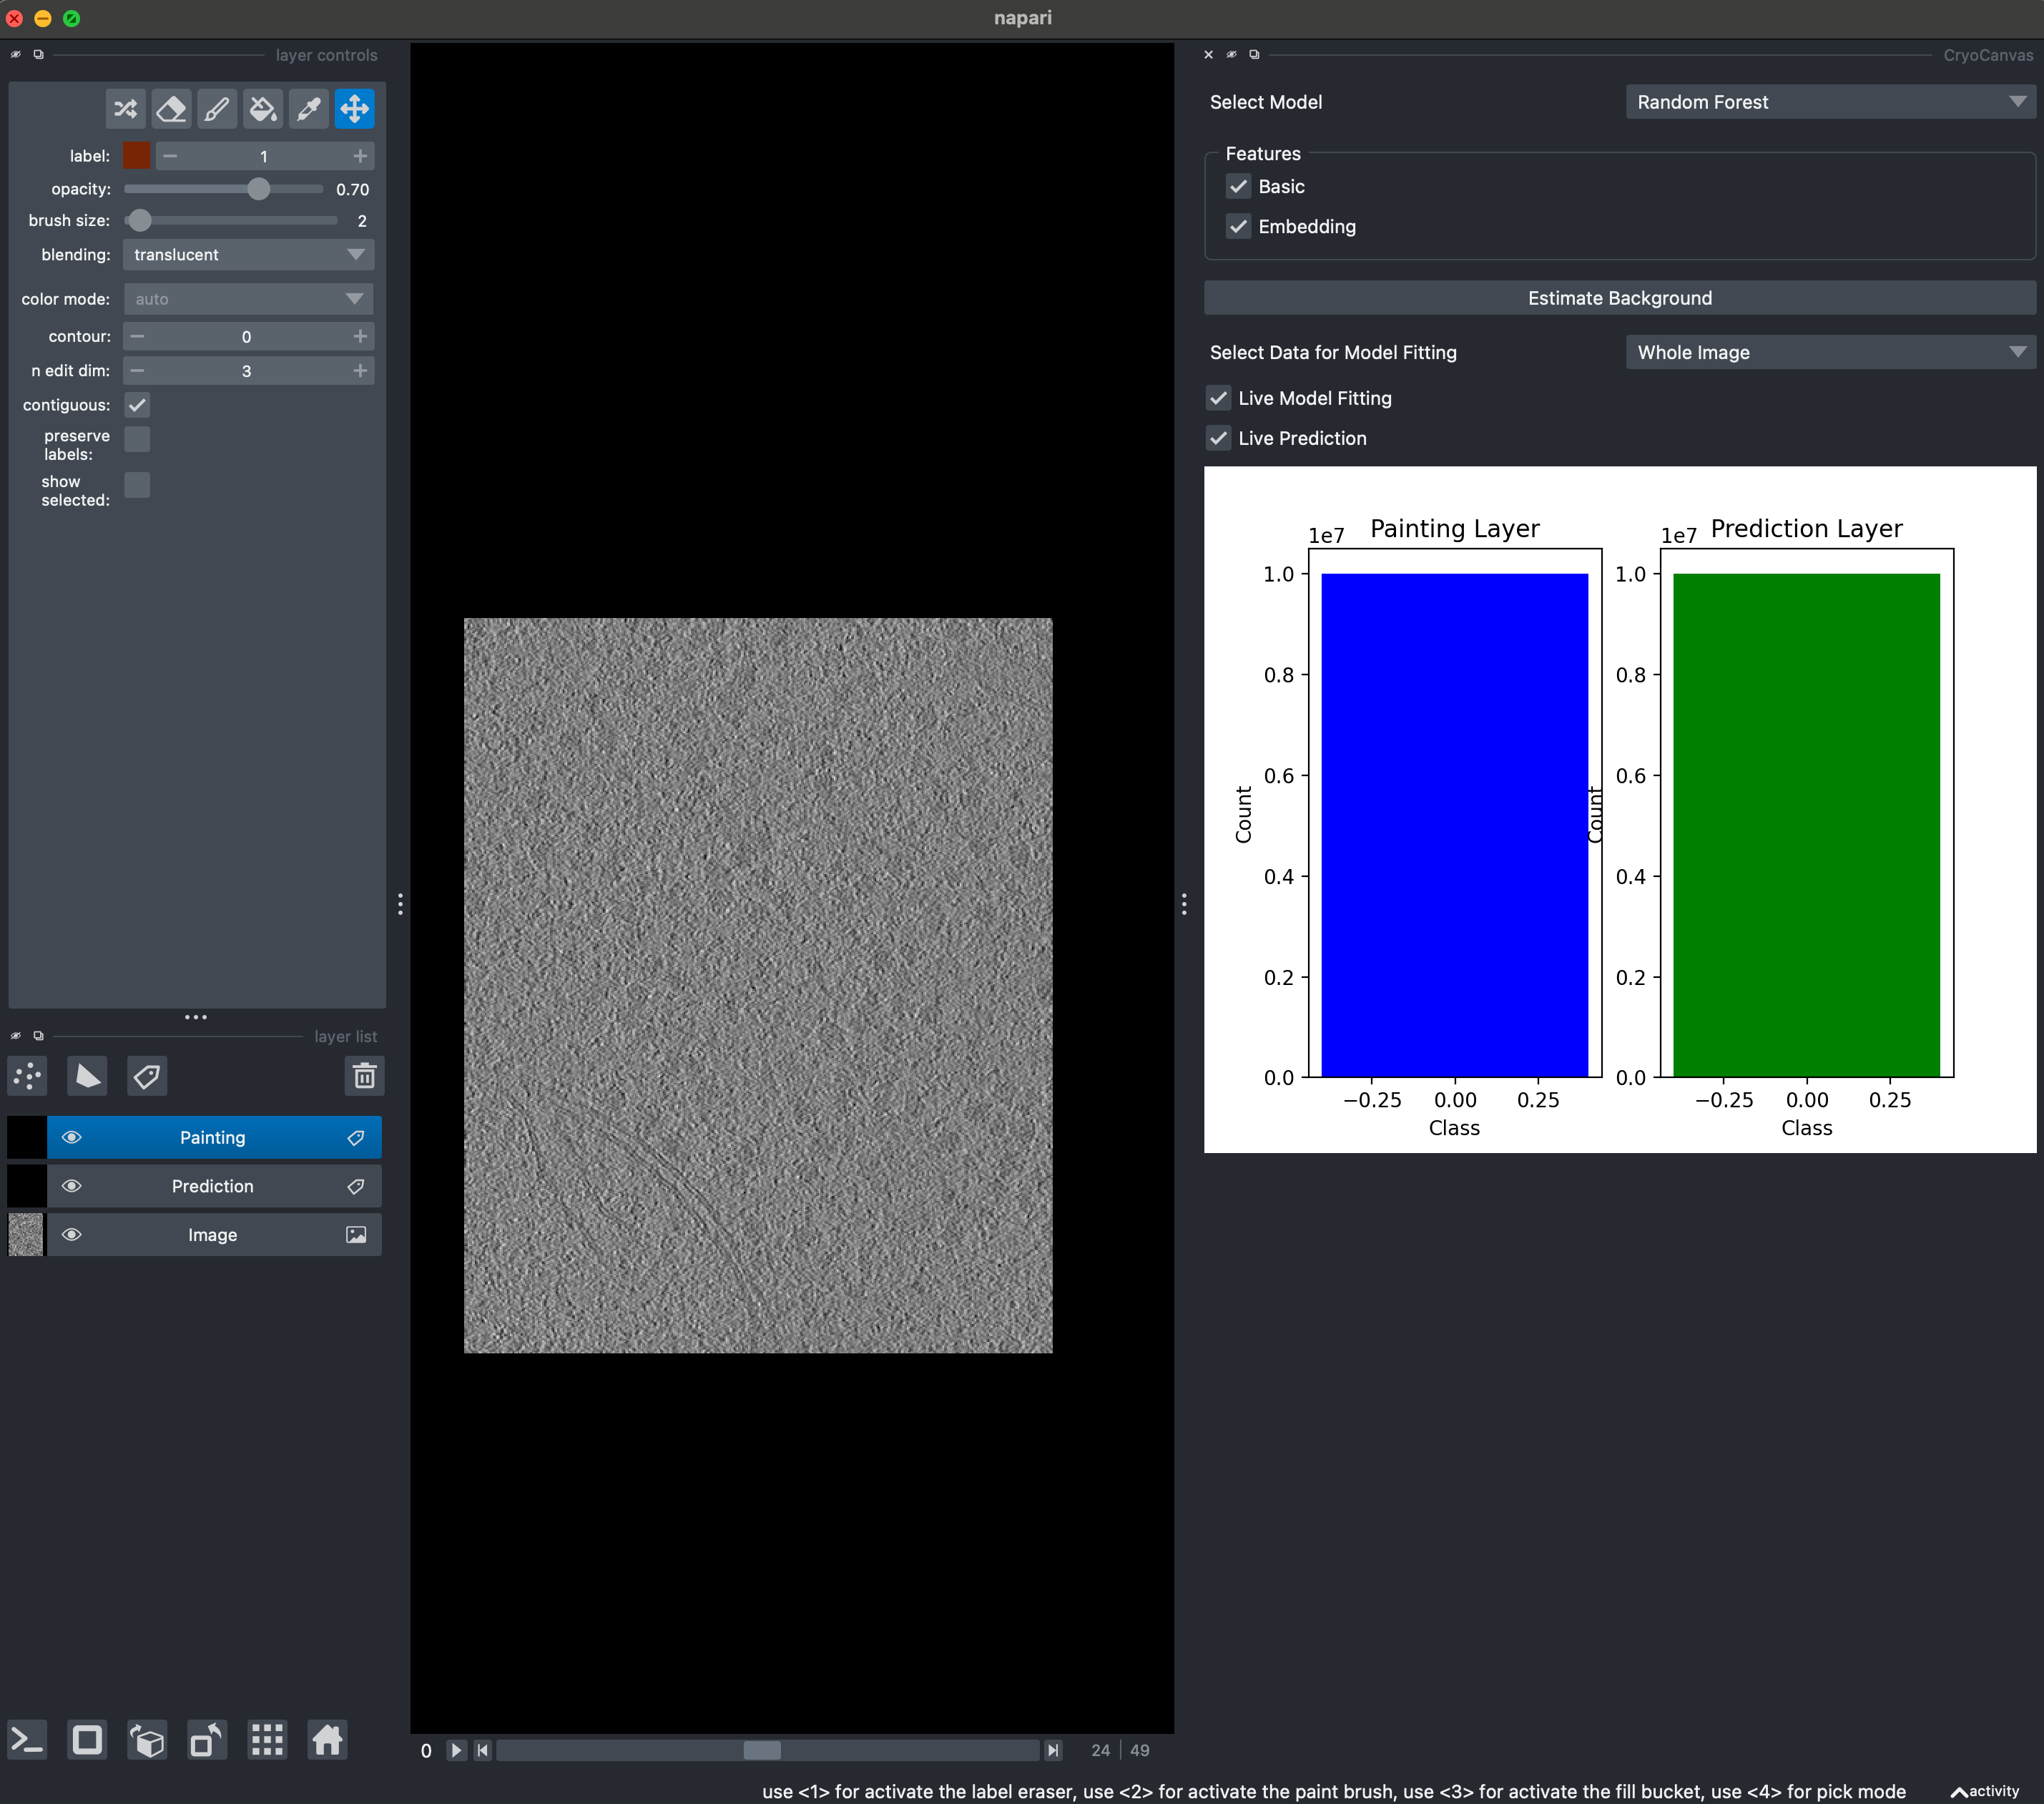 napari
layer controls
label: 1
opacity: 0.70
brush size: 2
blending: translucent
color mode: auto
contour: 0
n edit dim: 3
contiguous:
preserve
labels:
show
selected:
layer list
Painting
Prediction
Image
0
24 | 49
CryoCanvas
Select Model Random Forest
Features
Basic
Embedding
Estimate Background
Select Data for Model Fitting Whole Image
Live Model Fitting
Live Prediction
1e7 Painting Layer
1.0
0.8
0.6
0.4
0.2
0.0
Count
−0.25 0.00 0.25
Class
1e7 Prediction Layer
1.0
0.8
0.6
0.4
0.2
0.0
Count
−0.25 0.00 0.25
Class
use <1> for activate the label eraser, use <2> for activate the paint brush, use <3> for activate the fill bucket, use <4> for pick mode
activity